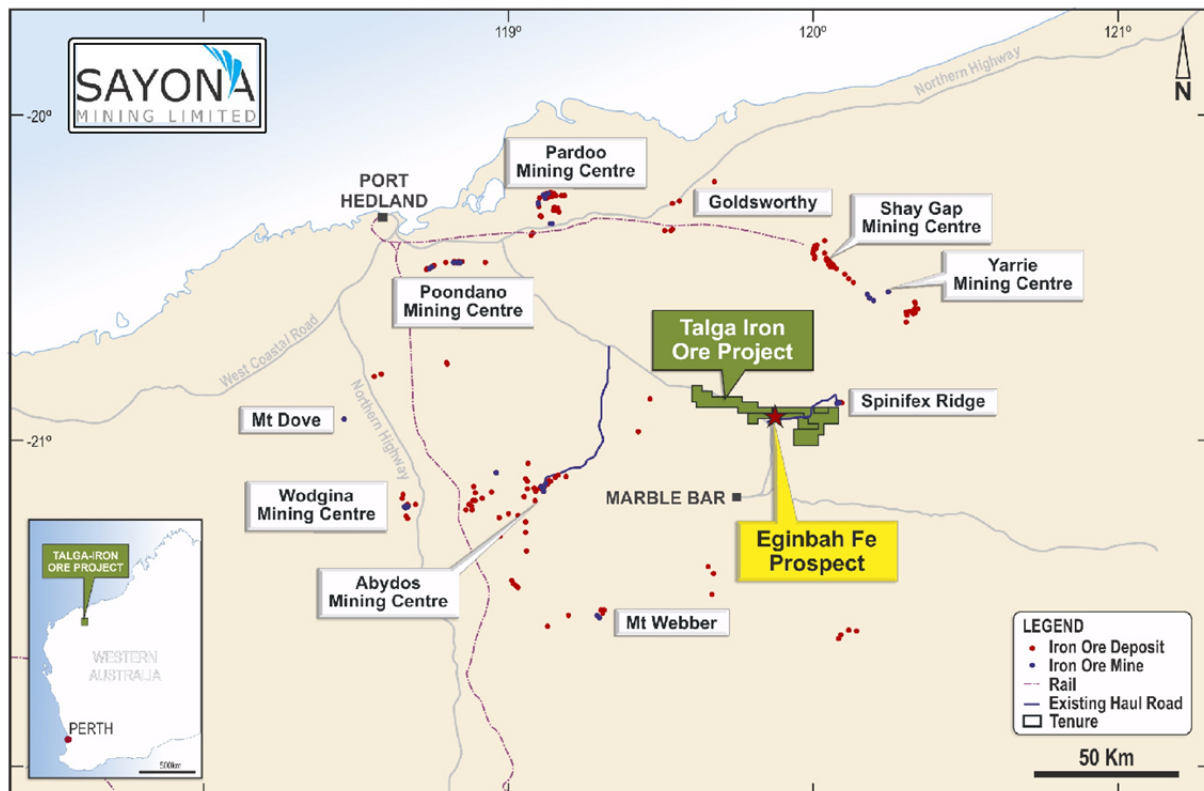 SAYONA
MINING LIMITED
119º
120º
121º
N
-20º
-21º
Northern Highway
PORT
HEDLAND
Pardoo
Mining Centre
Goldsworthy
Shay Gap
Mining Centre
Yarrie
Mining Centre
Poondano
Mining Centre
West Coastal Road
Northern Highway
Talga Iron
Ore Project
Spinifex Ridge
Mt Dove
MARBLE BAR
Wodgina
Mining Centre
Eginbah Fe
Prospect
Abydos
Mining Centre
Mt Webber
TALGA-IRON
ORE PROJECT
WESTERN
AUSTRALIA
PERTH
500km
LEGEND
Iron Ore Deposit
Iron Ore Mine
Rail
Existing Haul Road
Tenure
50 Km